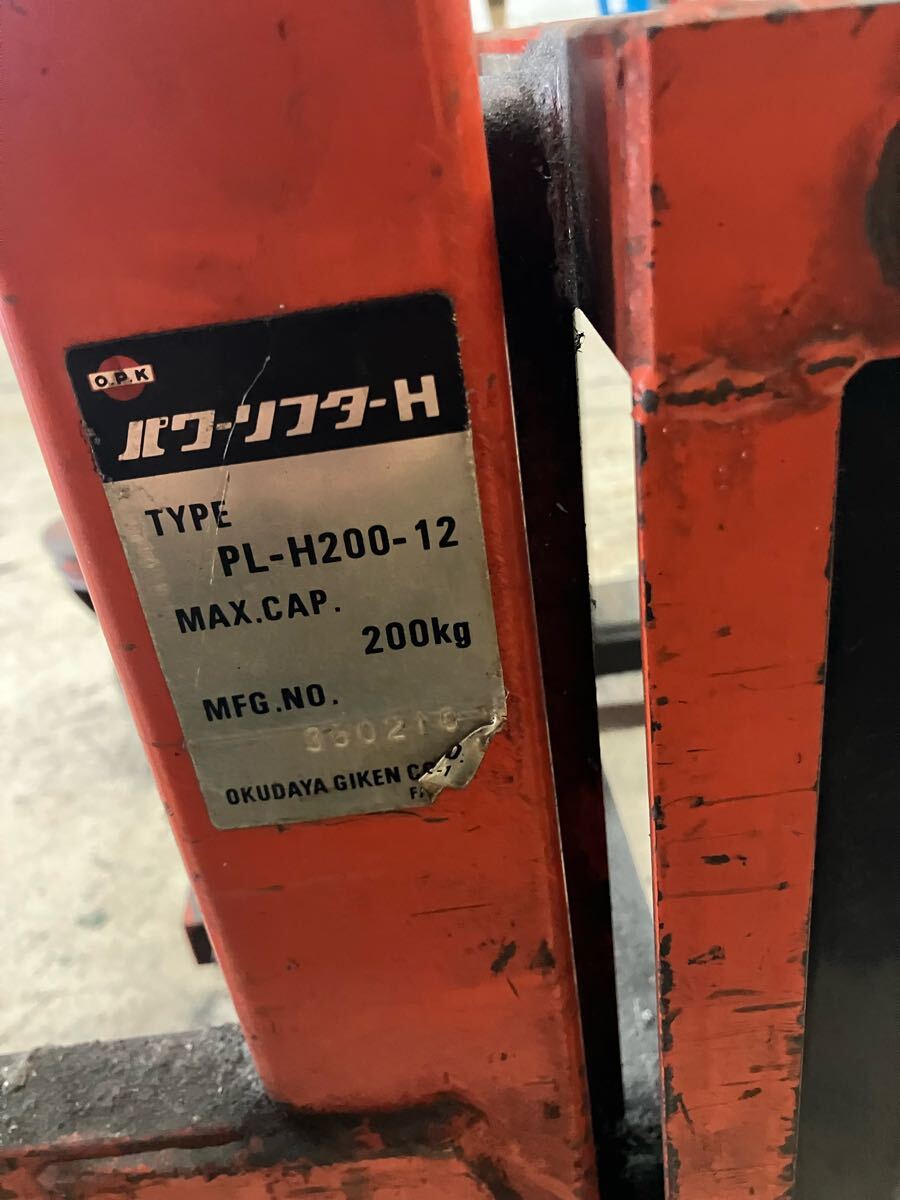 O.P.K
パワーリフターH
TYPE
PL-H200-12
MAX.CAP.
200kg
MFG.NO.
OKUDAYA GIKEN